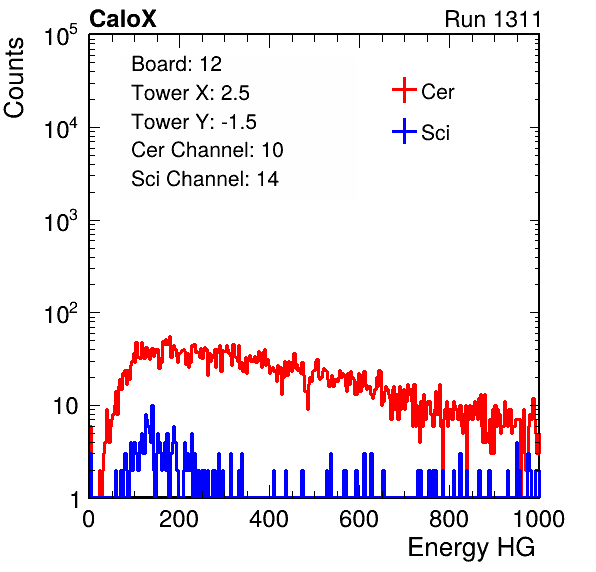 CaloX Run 1311
Counts
10^5
10^4
10^3
10^2
10
1
Board: 12
Tower X: 2.5
Tower Y: -1.5
Cer Channel: 10
Sci Channel: 14
Cer
Sci
0 200 400 600 800 1000
Energy HG